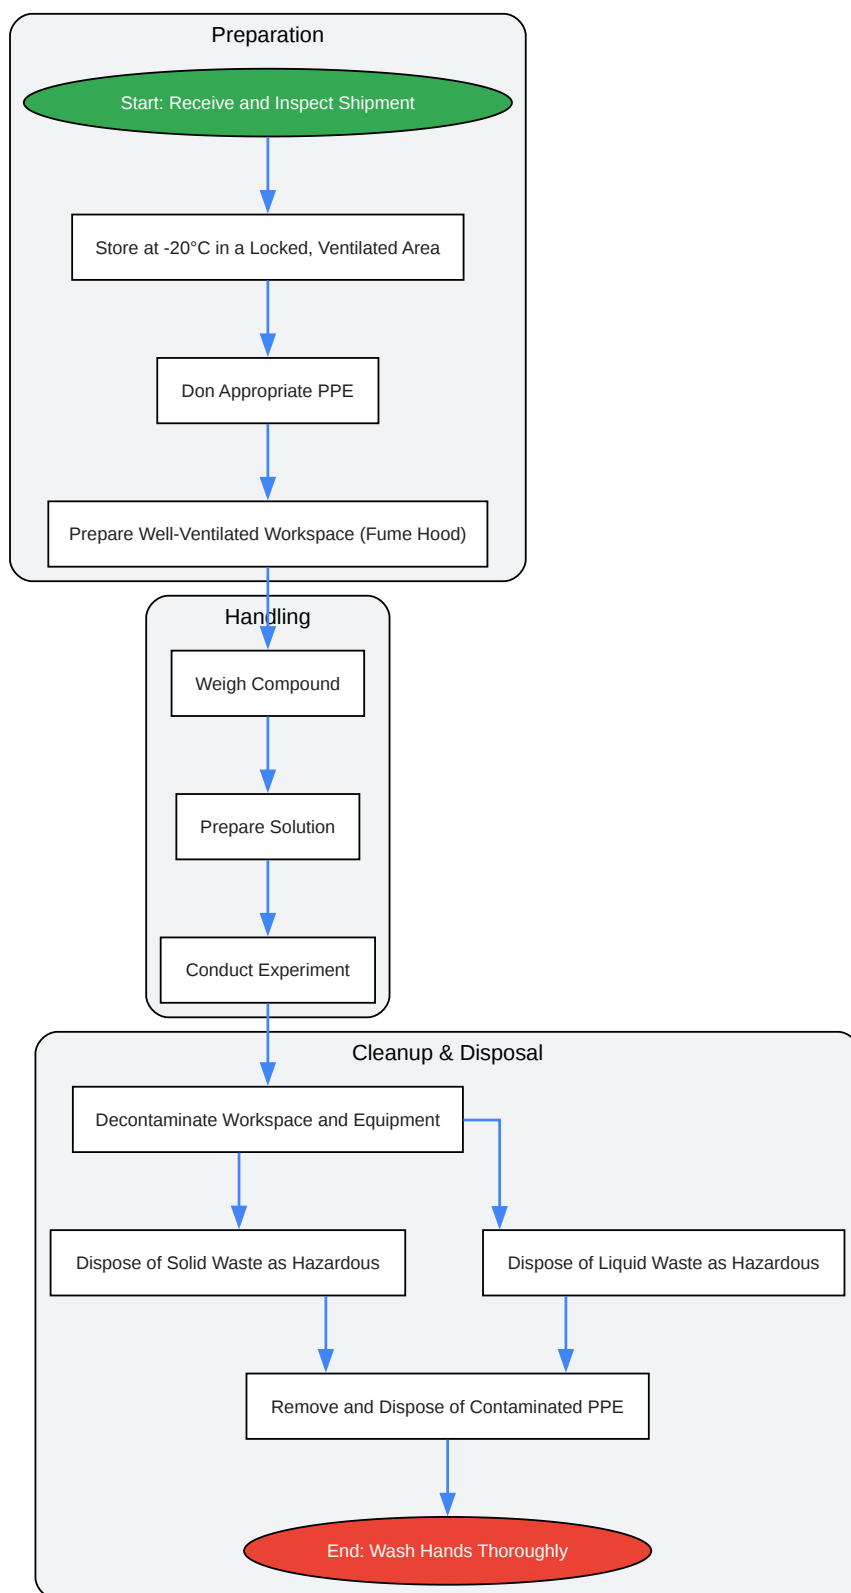 Preparation
Start: Receive and Inspect Shipment
Store at -20°C in a Locked, Ventilated Area
Don Appropriate PPE
Prepare Well-Ventilated Workspace (Fume Hood)
Handling
Weigh Compound
Prepare Solution
Conduct Experiment
Cleanup & Disposal
Decontaminate Workspace and Equipment
Dispose of Solid Waste as Hazardous
Dispose of Liquid Waste as Hazardous
Remove and Dispose of Contaminated PPE
End: Wash Hands Thoroughly